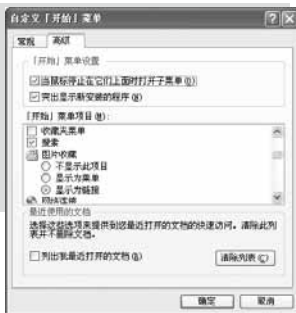 自定义「开始」菜单
常规 高级
「开始」菜单设置
当鼠标停止在它们上面时打开子菜单(O)
突出显示新安装的程序(N)
「开始」菜单项目(M):
收藏夹菜单
搜索
图片收藏
不显示此项目
显示为菜单
显示为链接
网络连接
最近使用的文档
选择这些选项来提供到您最近打开的文档的快速访问。清除此列
表并不删除文档。
列出我最近打开的文档(R)
清除列表(C)
确定 取消